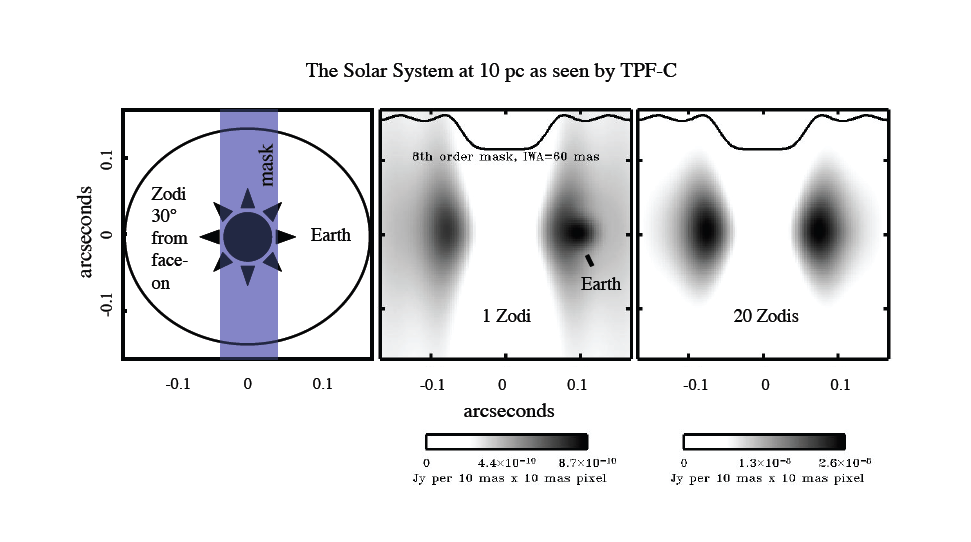 The Solar System at 10 pc as seen by TPF-C
arcseconds
0.1
0
-0.1
mask
Zodi
30°
from
face-
on
Earth
-0.1 0 0.1
8th order mask, IWA=60 mas
Earth
1 Zodi
-0.1 0 0.1
20 Zodis
-0.1 0 0.1
arcseconds
0 4.4×10⁻¹⁰ 8.7×10⁻¹⁰
Jy per 10 mas x 10 mas pixel
0 1.3×10⁻⁸ 2.6×10⁻⁸
Jy per 10 mas x 10 mas pixel